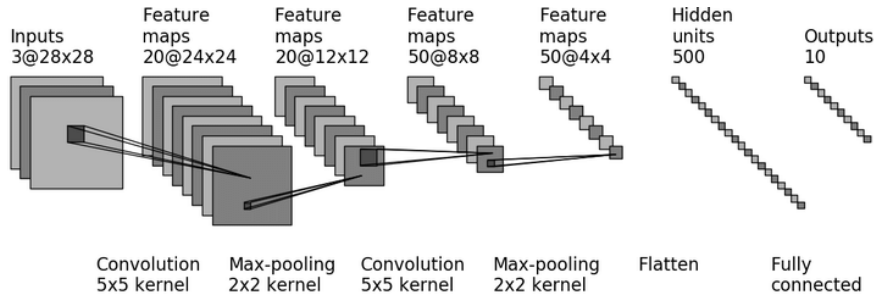 Inputs
3@28x28
Feature
maps
20@24x24
Feature
maps
20@12x12
Feature
maps
50@8x8
Feature
maps
50@4x4
Hidden
units
500
Outputs
10
Convolution
5x5 kernel
Max-pooling
2x2 kernel
Convolution
5x5 kernel
Max-pooling
2x2 kernel
Flatten
Fully
connected